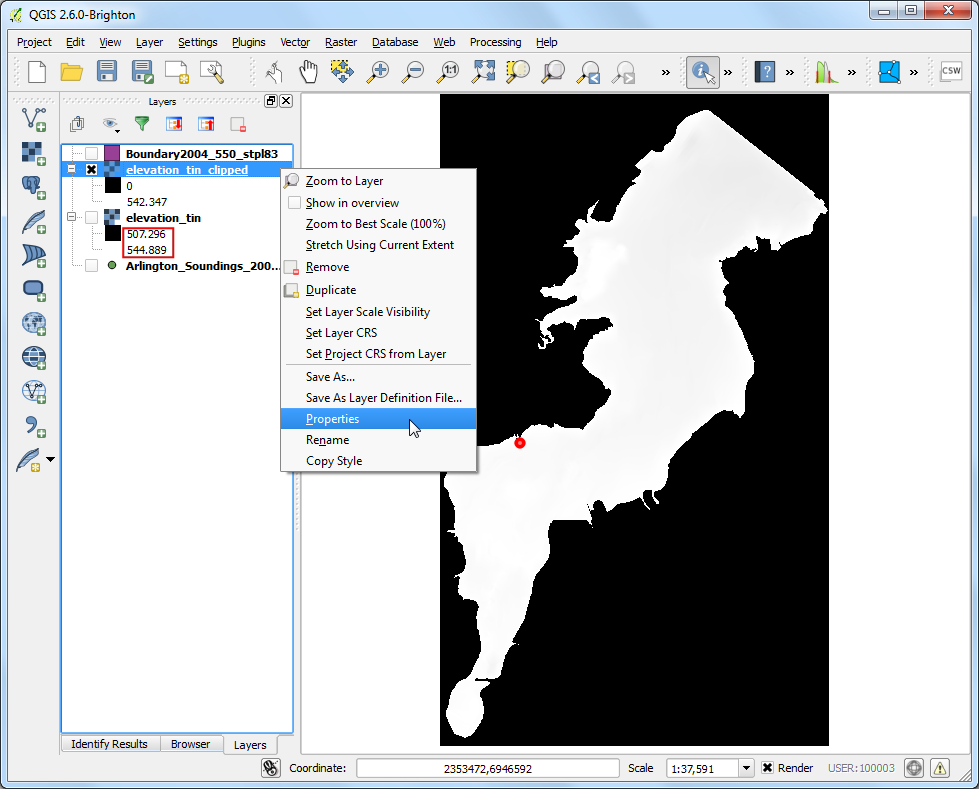 QGIS 2.6.0-Brighton
Project Edit View Layer Settings Plugins Vector Raster Database Web Processing Help
1:1
»
»
?
»
»
»
CSW
Layers
Boundary2004_550_stpl83
elevation_tin_clipped
0
542.347
elevation_tin
507.296
544.889
Arlington_Soundings_200...
Zoom to Layer
Show in overview
Zoom to Best Scale (100%)
Stretch Using Current Extent
Remove
Duplicate
Set Layer Scale Visibility
Set Layer CRS
Set Project CRS from Layer
Save As...
Save As Layer Definition File...
Properties
Rename
Copy Style
Identify Results Browser Layers
Coordinate: 2353472,6946592 Scale 1:37,591 Render USER:100003